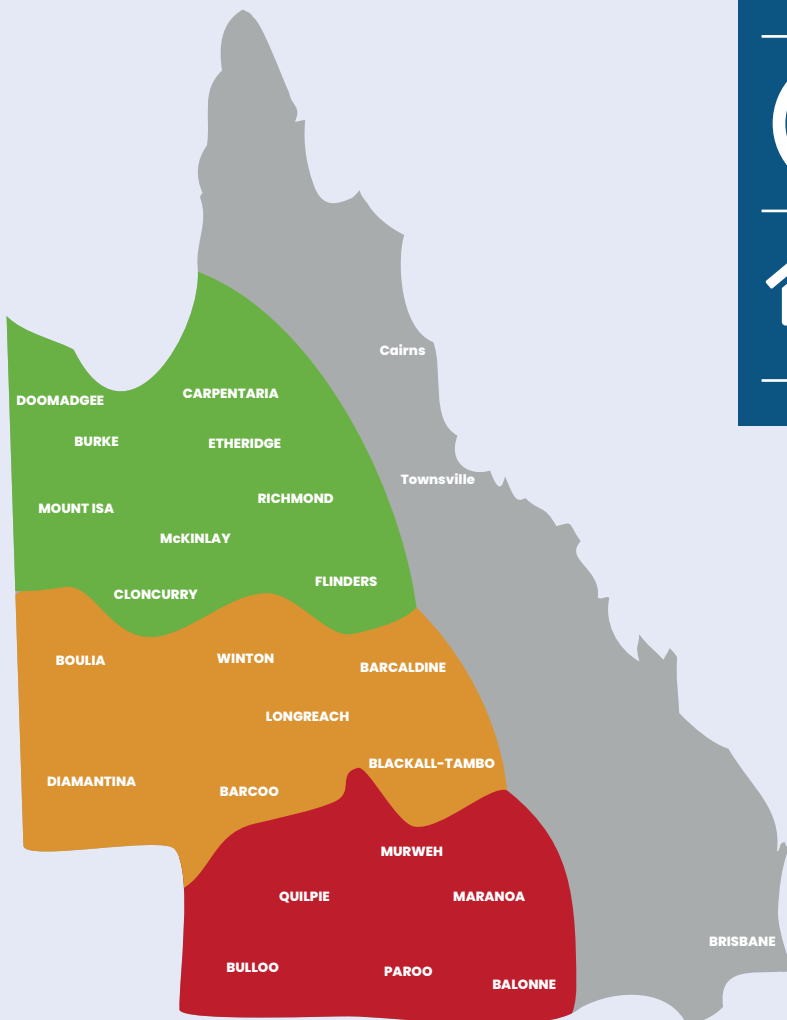 Cairns
CARPENTARIA
DOOMADGEE
BURKE
ETHERIDGE
Townsville
RICHMOND
MOUNT ISA
McKINLAY
FLINDERS
CLONCURRY
WINTON
BOULIA
BARCALDINE
LONGREACH
BLACKALL-TAMBO
DIAMANTINA
BARCOO
MURWEH
QUILPIE
MARANOA
BRISBANE
BULLOO
PAROO
BALONNE